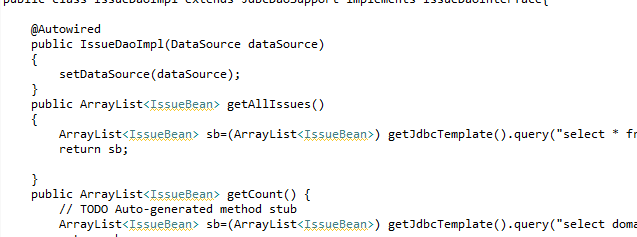 public class IssueDaoImpl extends JdbcDaoSupport implements IssueDaoInterface{
@Autowired
public IssueDaoImpl(DataSource dataSource)
{
setDataSource(dataSource);
}
public ArrayList<IssueBean> getAllIssues()
{
ArrayList<IssueBean> sb=(ArrayList<IssueBean>) getJdbcTemplate().query("select * fr
return sb;
}
public ArrayList<IssueBean> getCount() {
// TODO Auto-generated method stub
ArrayList<IssueBean> sb=(ArrayList<IssueBean>) getJdbcTemplate().query("select doma